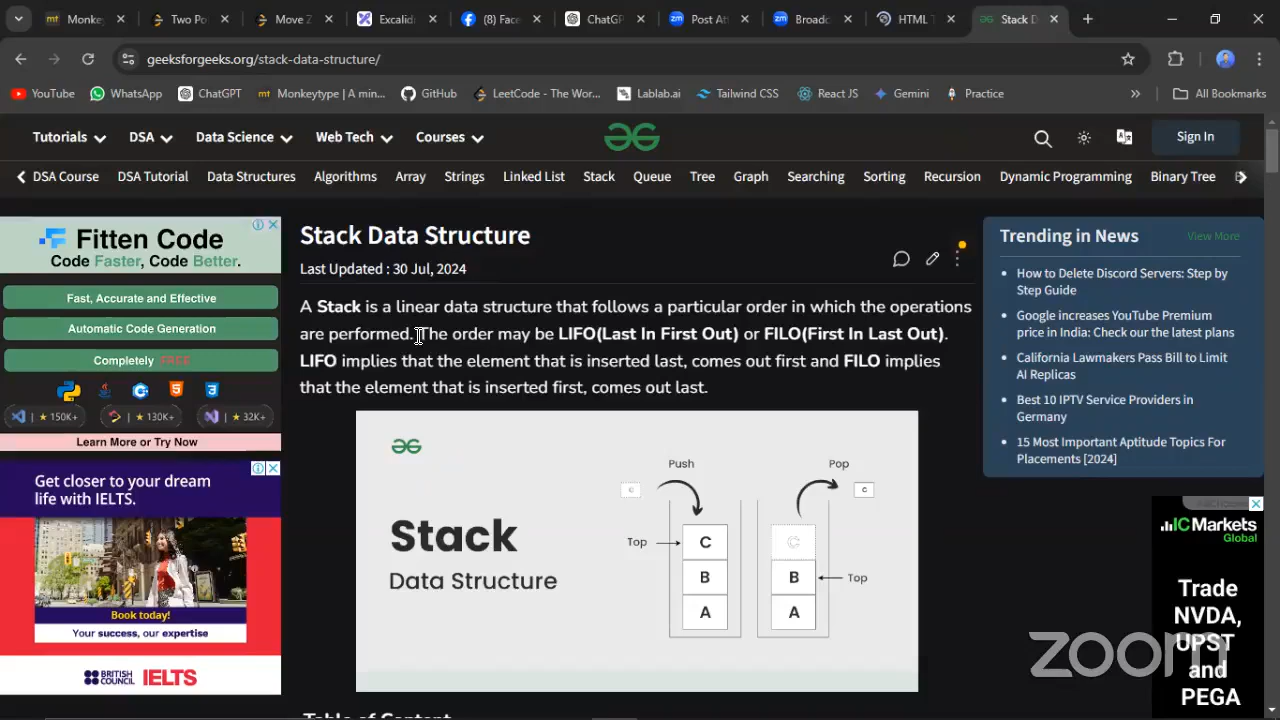 Monkey
Two Po
Move Z
Excalid
(8) Face
ChatGP
Post At
Broadc
HTML T
Stack D
geeksforgeeks.org/stack-data-structure/
YouTube
WhatsApp
ChatGPT
Monkeytype | A min...
GitHub
LeetCode - The Wor...
Lablab.ai
Tailwind CSS
React JS
Gemini
Practice
All Bookmarks
Tutorials
DSA
Data Science
Web Tech
Courses
Sign In
DSA Course
DSA Tutorial
Data Structures
Algorithms
Array
Strings
Linked List
Stack
Queue
Tree
Graph
Searching
Sorting
Recursion
Dynamic Programming
Binary Tree
Fitten Code
Code Faster, Code Better.
Fast, Accurate and Effective
Automatic Code Generation
Completely FREE
150K+
130K+
32K+
Learn More or Try Now
Get closer to your dream
life with IELTS.
Book today!
Your success, our expertise
BRITISH
COUNCIL
IELTS
Stack Data Structure
Last Updated : 30 Jul, 2024
A Stack is a linear data structure that follows a particular order in which the operations
are performed. The order may be LIFO(Last In First Out) or FILO(First In Last Out).
LIFO implies that the element that is inserted last, comes out first and FILO implies
that the element that is inserted first, comes out last.
Stack
Data Structure
Push
Pop
C
C
Top
C
B
A
C
B
A
Top
Table of Content
Trending in News
View More
How to Delete Discord Servers: Step by
Step Guide
Google increases YouTube Premium
price in India: Check our the latest plans
California Lawmakers Pass Bill to Limit
AI Replicas
Best 10 IPTV Service Providers in
Germany
15 Most Important Aptitude Topics For
Placements [2024]
IC Markets
Global
Trade
NVDA,
UPST
and
PEGA
zoom